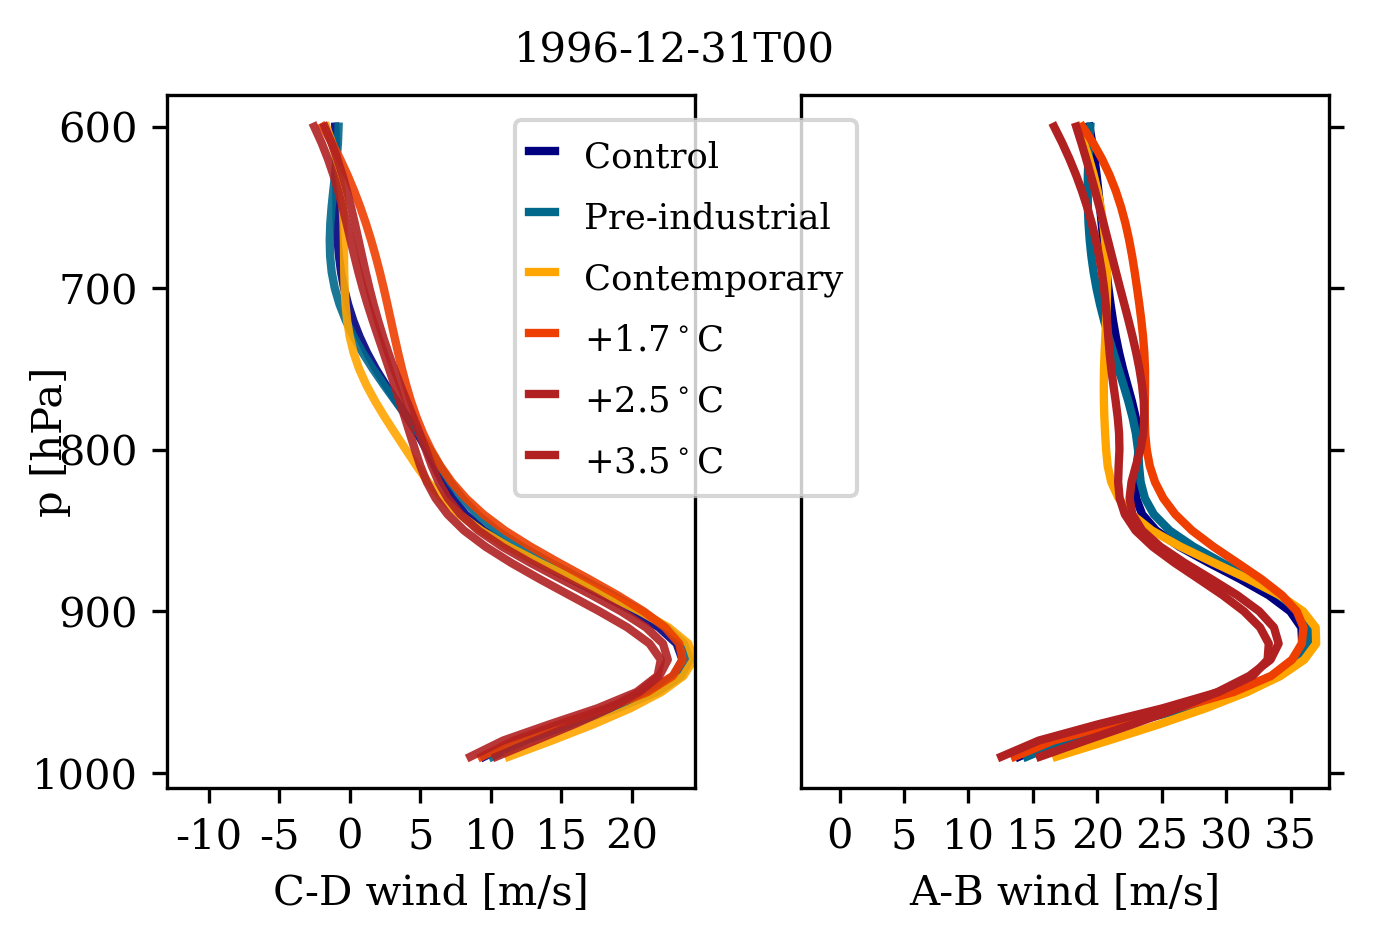 1996-12-31T00
600
700
800
900
1000
p [hPa]
-10 -5 0 5 10 15 20
C-D wind [m/s]
Control
Pre-industrial
Contemporary
+1.7°C
+2.5°C
+3.5°C
0 5 10 15 20 25 30 35
A-B wind [m/s]